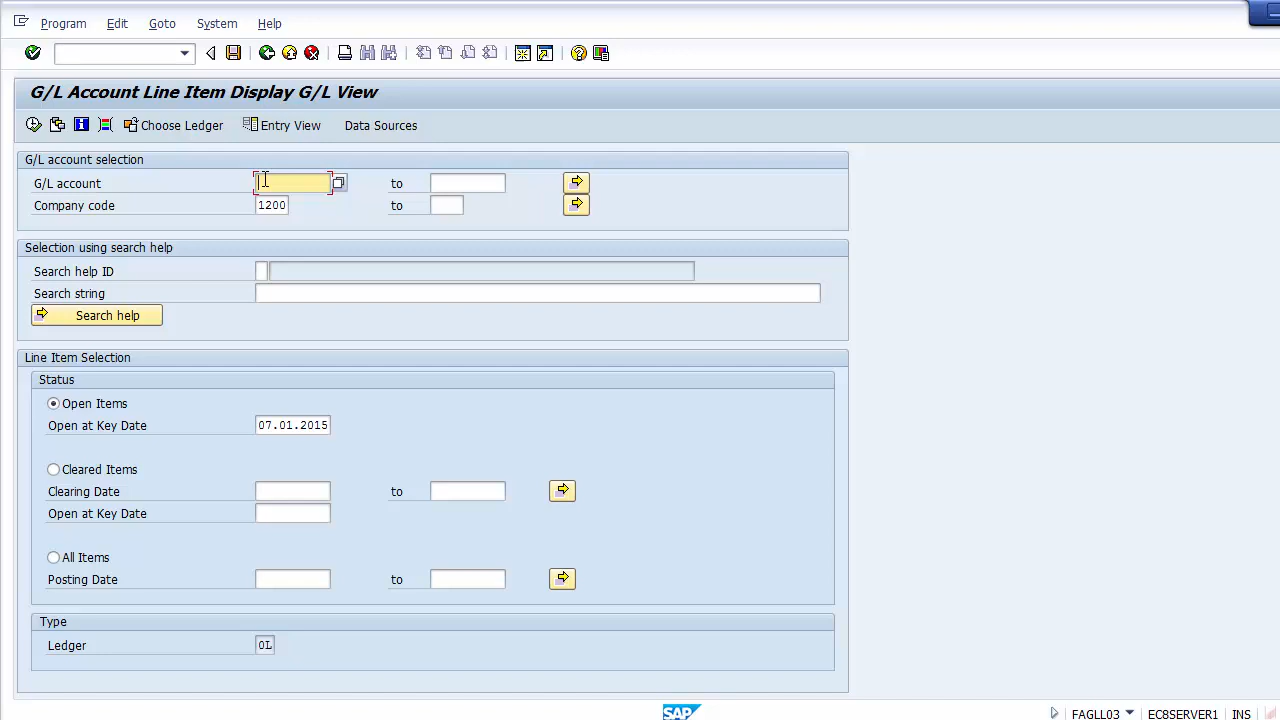 Program Edit Goto System Help
G/L Account Line Item Display G/L View
Choose Ledger Entry View Data Sources
G/L account selection
G/L account to
Company code 1200 to
Selection using search help
Search help ID
Search string
Search help
Line Item Selection
Status
Open Items
Open at Key Date 07.01.2015
Cleared Items
Clearing Date to
Open at Key Date
All Items
Posting Date to
Type
Ledger 0L
SAP FAGLL03 EC8SERVER1 INS